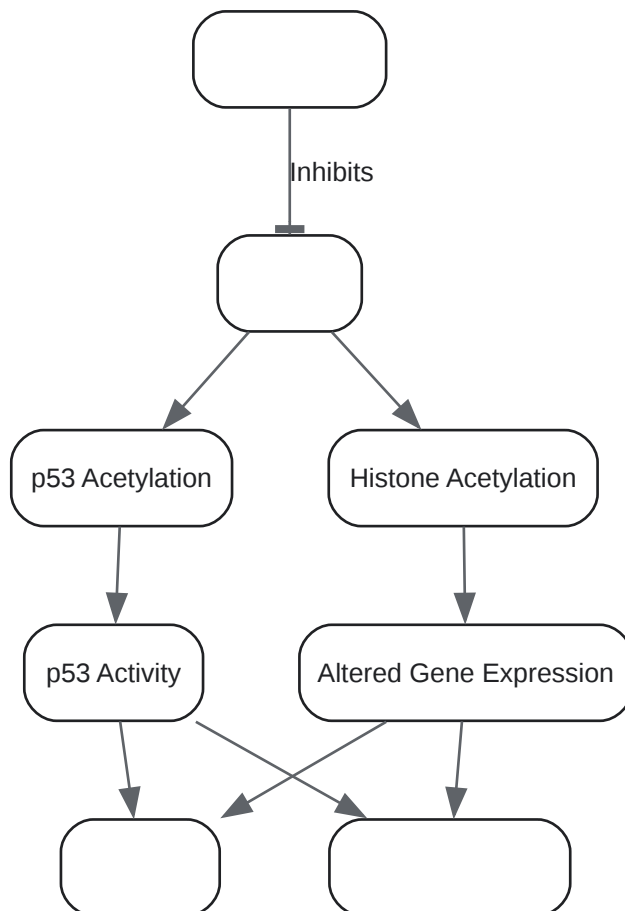 Inhibits
p53 Acetylation
Histone Acetylation
p53 Activity
Altered Gene Expression